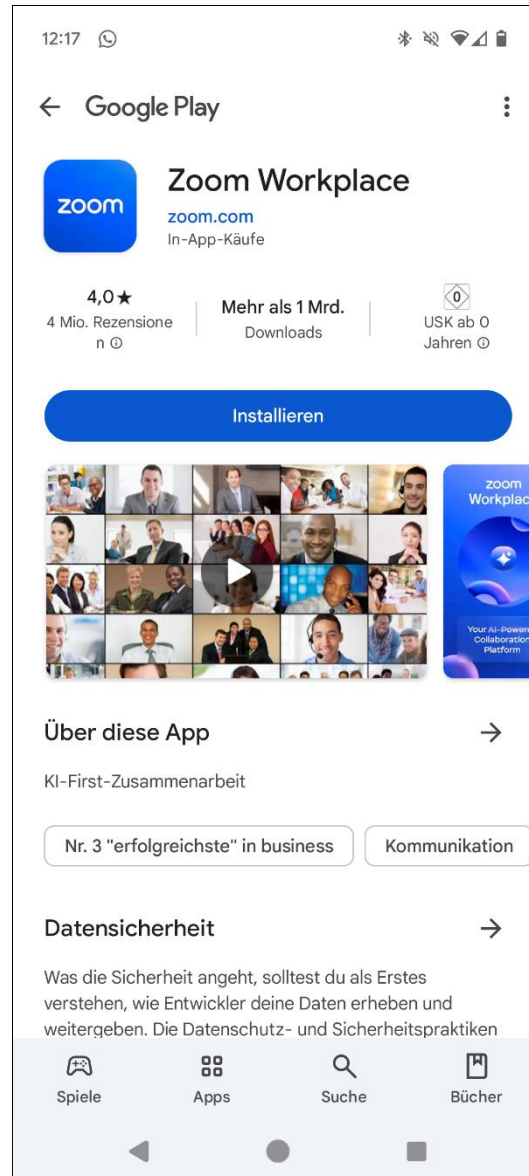 12:17
Google Play
zoom
Zoom Workplace
zoom.com
In-App-Käufe
4,0★
4 Mio. Rezensione
n ⓘ
Mehr als 1 Mrd.
Downloads
0
USK ab 0
Jahren ⓘ
Installieren
zoom
Workplac
Your AI-Powere
Collaboration
Platform
Über diese App
KI-First-Zusammenarbeit
Nr. 3 "erfolgreichste" in business
Kommunikation
Datensicherheit
Was die Sicherheit angeht, solltest du als Erstes
verstehen, wie Entwickler deine Daten erheben und
weitergeben. Die Datenschutz- und Sicherheitspraktiken
Spiele
Apps
Suche
Bücher